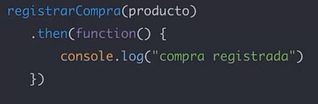 registrarCompra(producto)
.then(function() {
console.log("compra registrada")
})